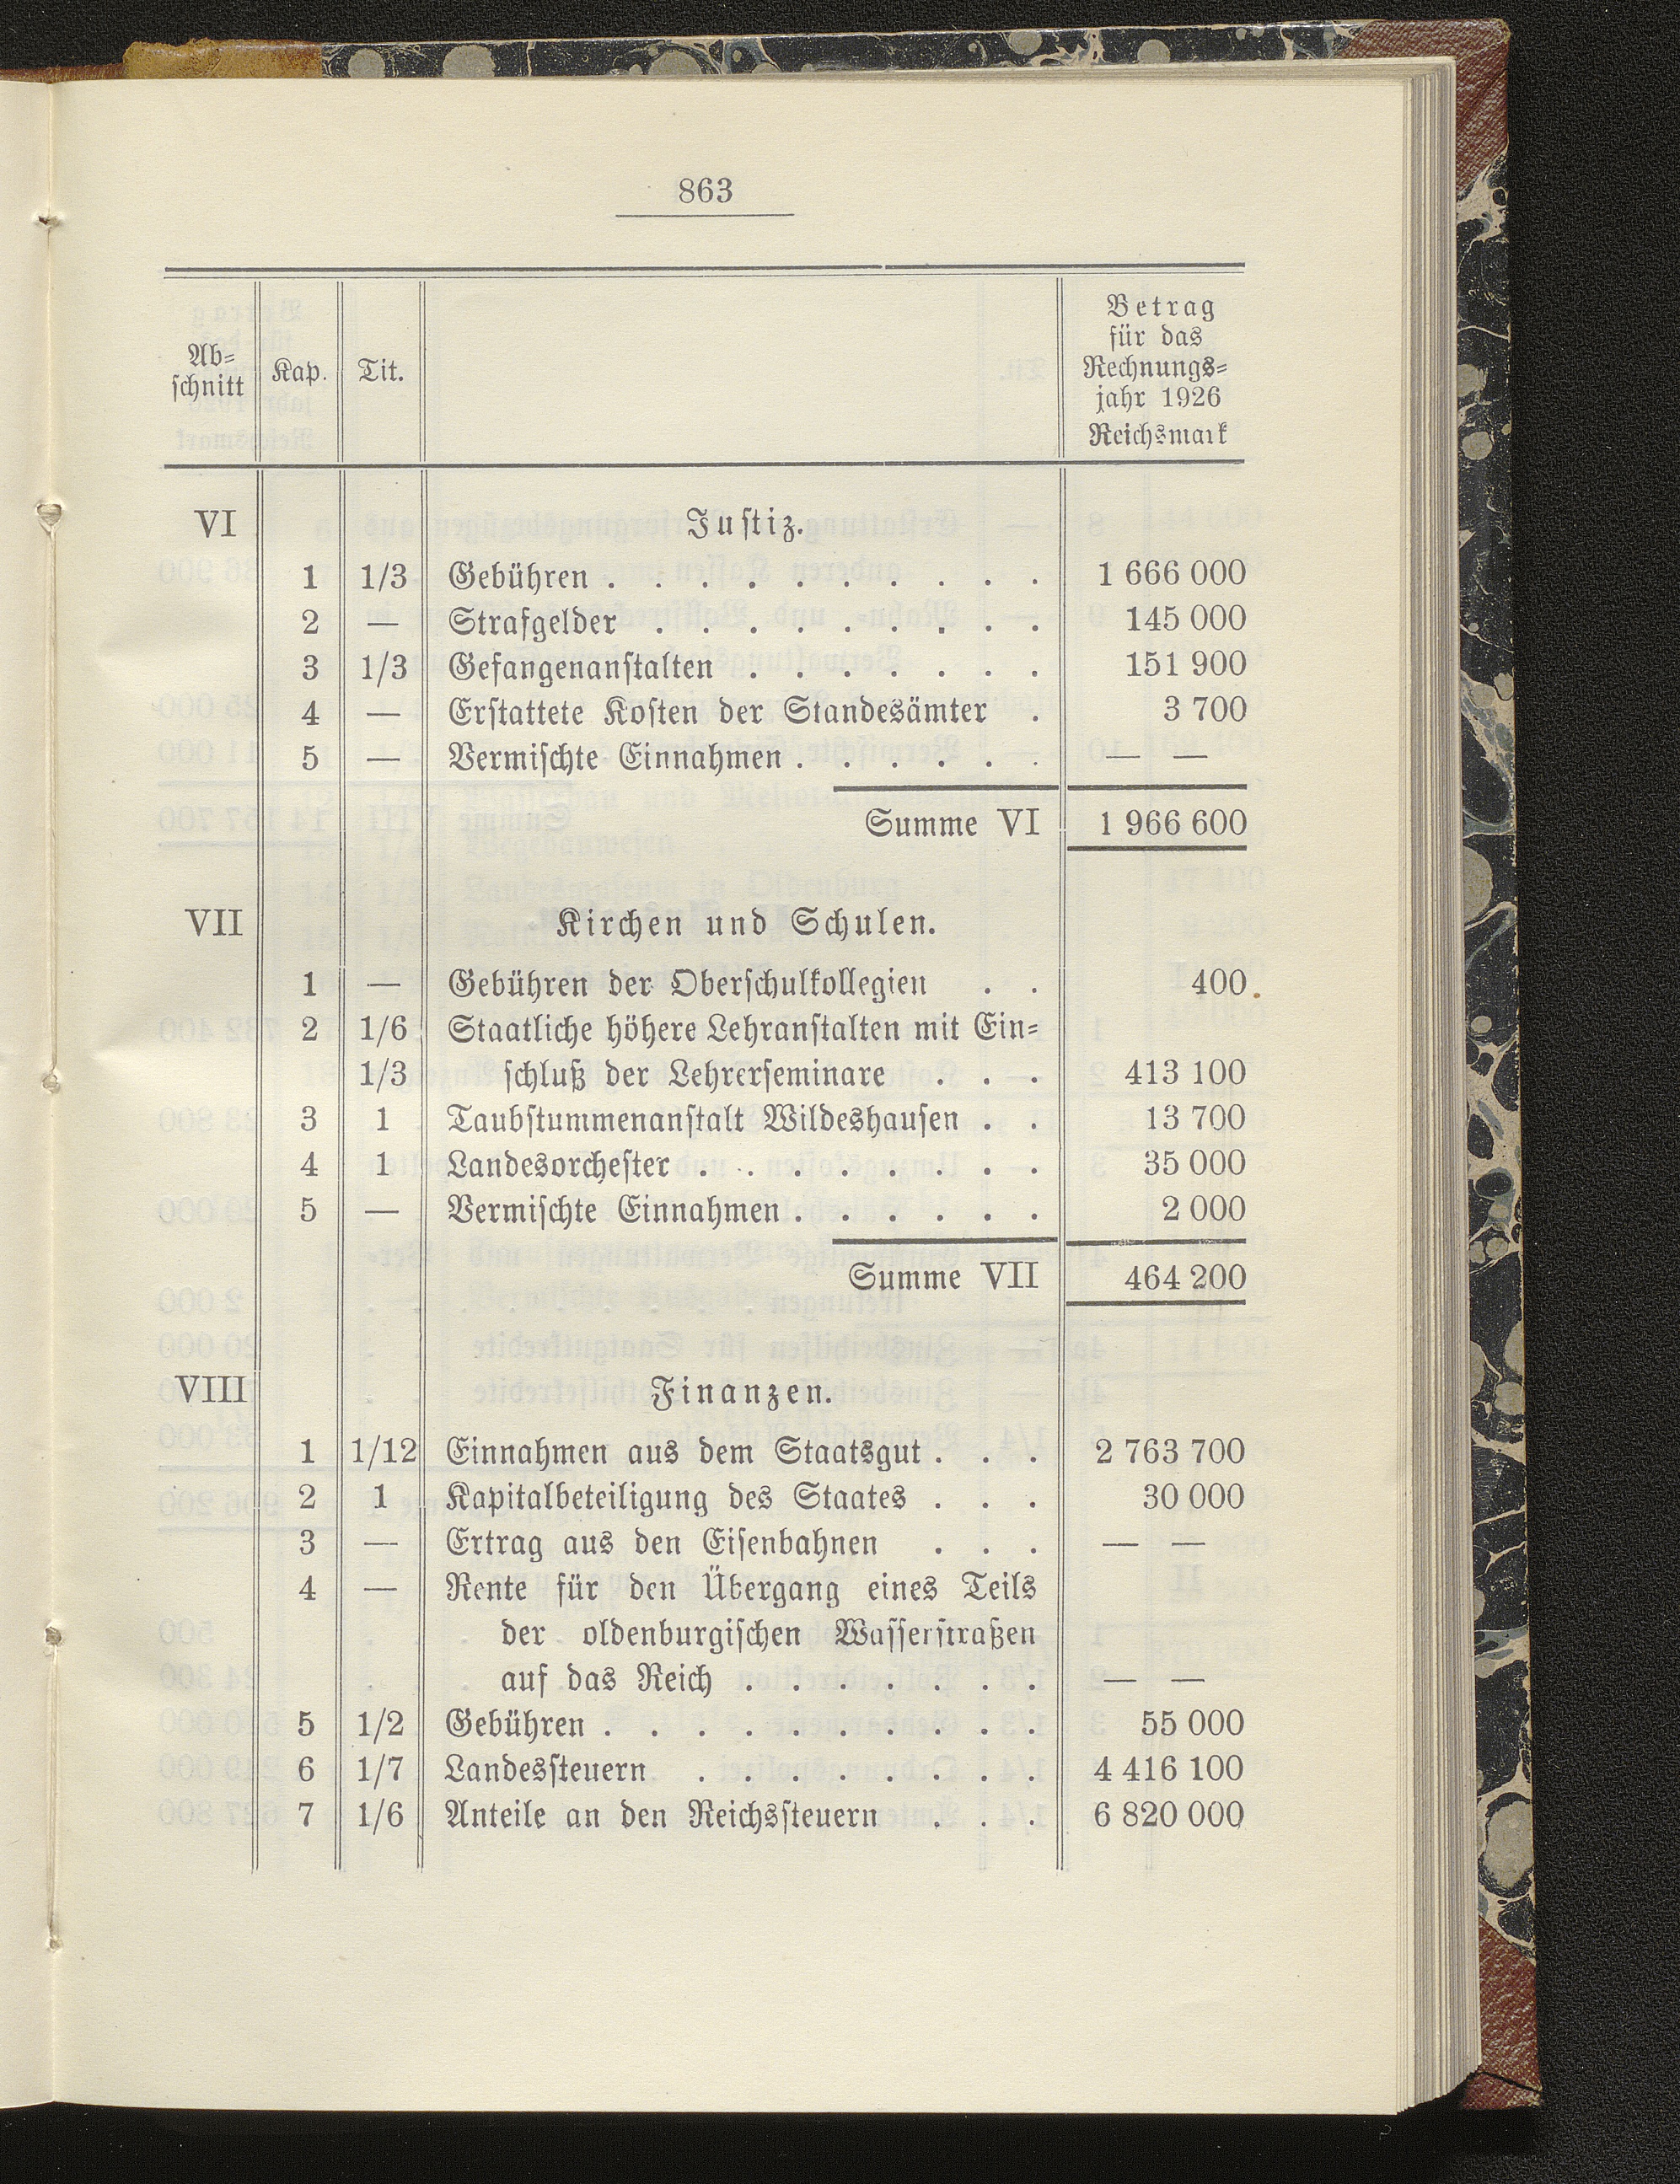 863
Ab-
schnitt Kap. Tit. Betrag
für das
Rechnungs-
jahr 1926
Reichsmark
VI Justiz.
1 1/3 Gebühren . . . . . . . . . . 1 666 000
2 — Strafgelder . . . . . . . . . 145 000
3 1/3 Gefangenanstalten . . . . . . . 151 900
4 — Erstattete Kosten der Standesämter . 3 700
5 — Vermischte Einnahmen . . . . . . — —
Summe VI 1 966 600
VII Kirchen und Schulen.
1 — Gebühren der Oberschulkollegien . . 400
2 1/6 Staatliche höhere Lehranstalten mit Ein-
1/3 schluß der Lehrerseminare . . . 413 100
3 1 Taubstummenanstalt Wildeshausen . . 13 700
4 1 Landesorchester . . . . . . . . 35 000
5 — Vermischte Einnahmen . . . . . . 2 000
Summe VII 464 200
VIII Finanzen.
1 1/12 Einnahmen aus dem Staatsgut . . . 2 763 700
2 1 Kapitalbeteiligung des Staates . . . 30 000
3 — Ertrag aus den Eisenbahnen . . . — —
4 — Rente für den Übergang eines Teils
der oldenburgischen Wasserstraßen
auf das Reich . . . . . . . — —
5 1/2 Gebühren . . . . . . . . . . 55 000
6 1/7 Landessteuern . . . . . . . . 4 416 100
7 1/6 Anteile an den Reichssteuern . . . 6 820 000